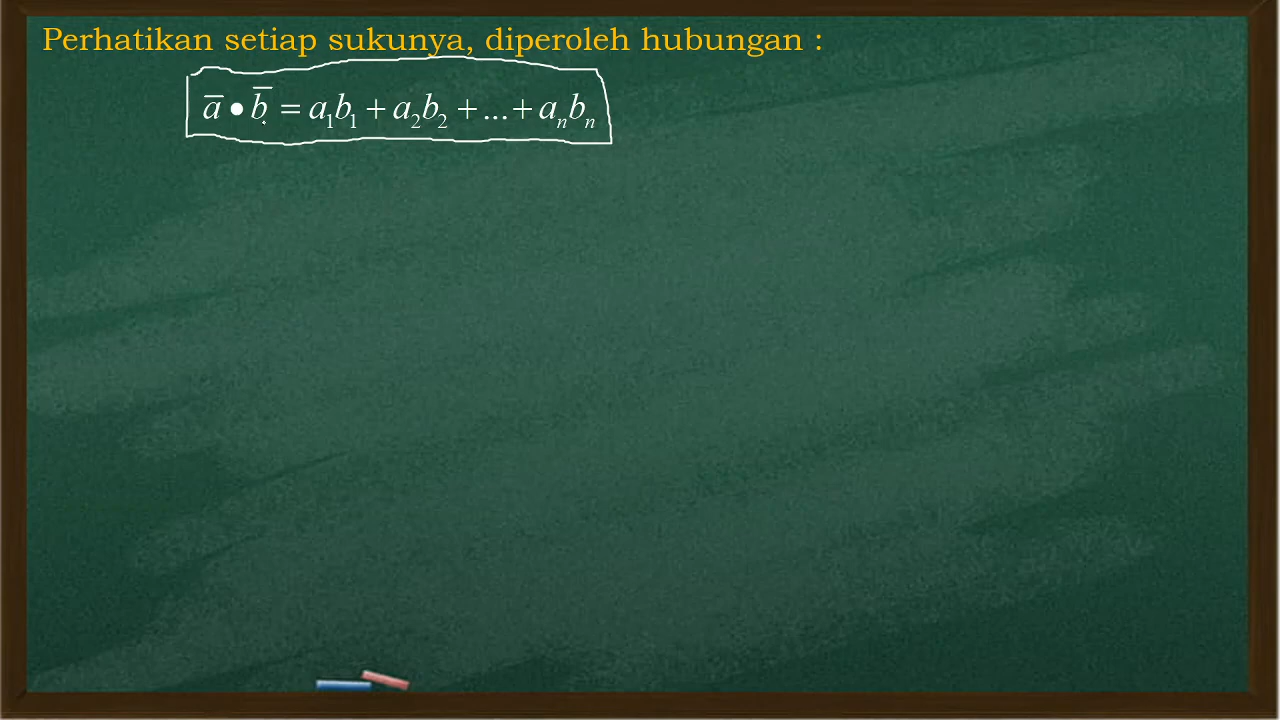 Perhatikan setiap sukunya, diperoleh hubungan :
a̅ • b̅ = a₁b₁ + a₂b₂ + ... + aₙbₙ